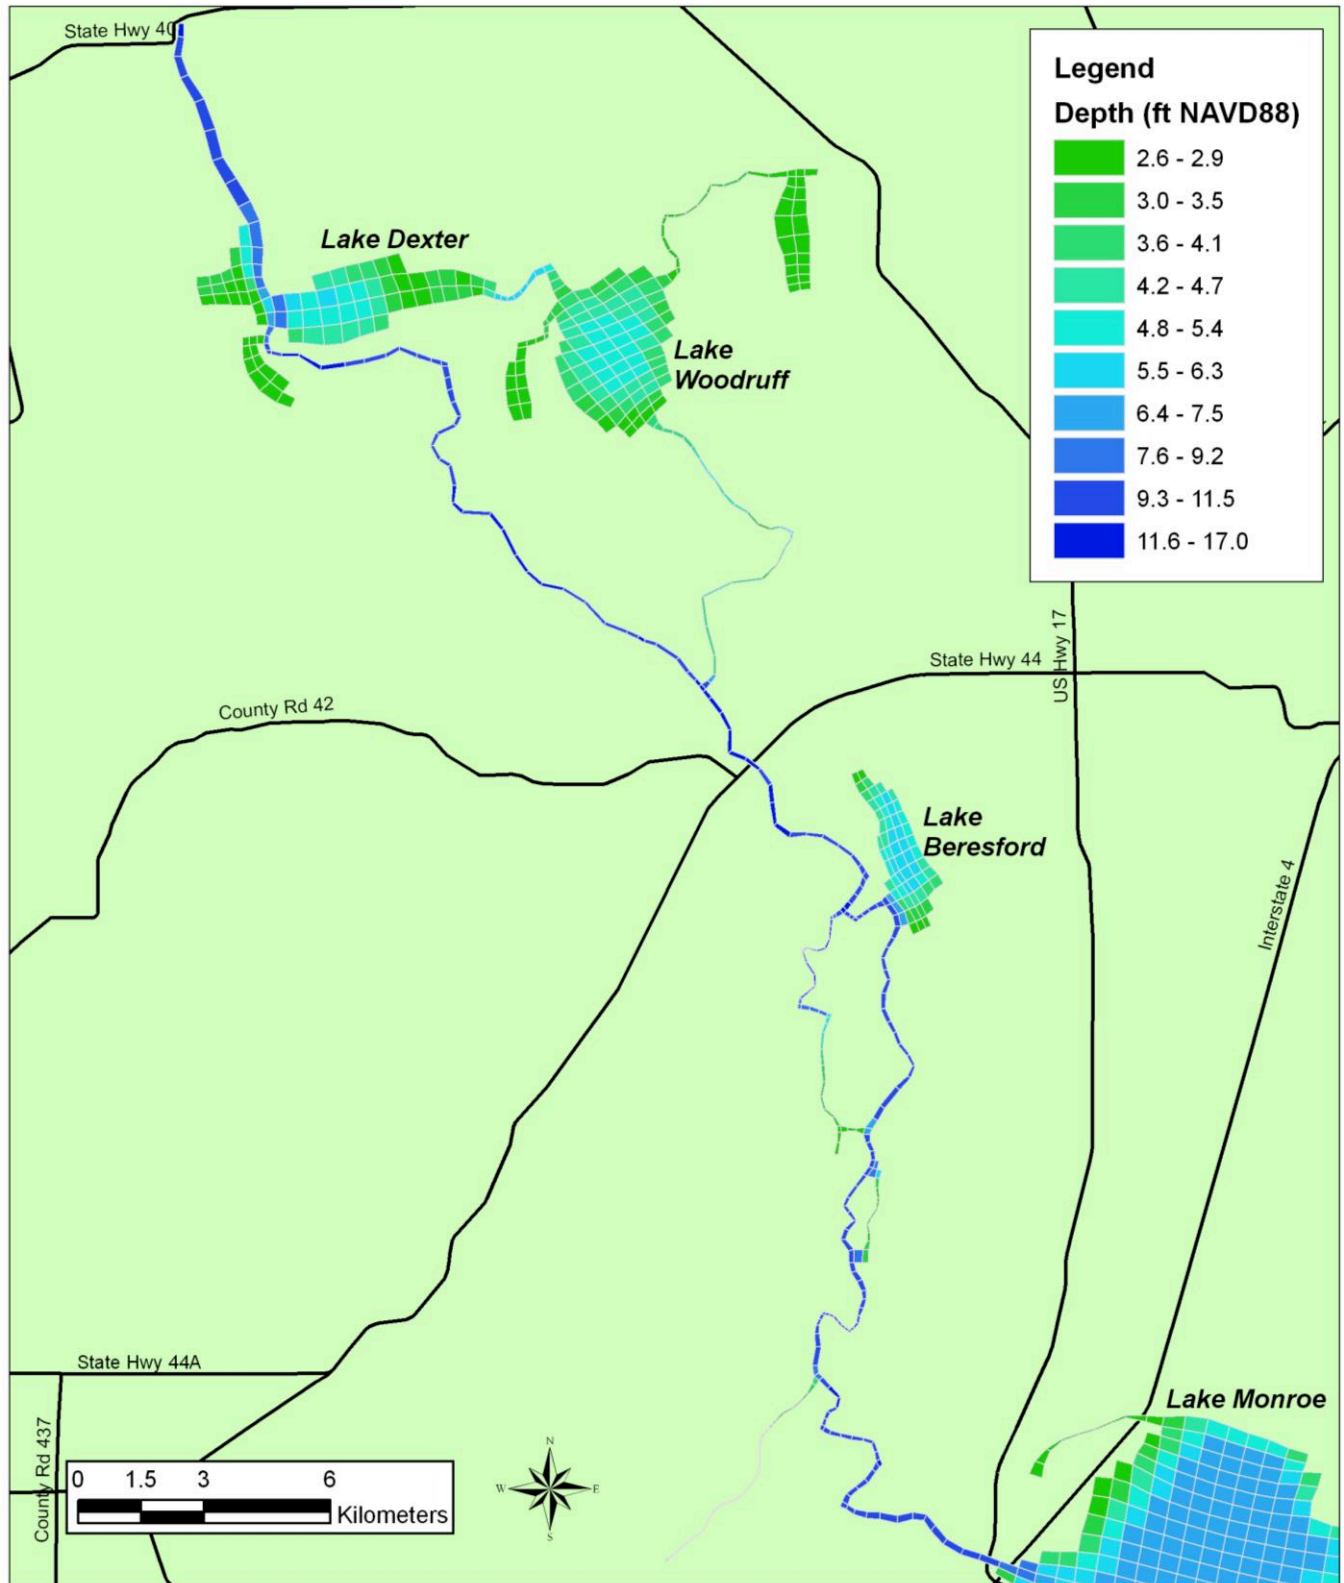 State Hwy 40
Legend
Depth (ft NAVD88)
2.6 - 2.9
3.0 - 3.5
3.6 - 4.1
4.2 - 4.7
4.8 - 5.4
5.5 - 6.3
6.4 - 7.5
7.6 - 9.2
9.3 - 11.5
11.6 - 17.0
Lake Dexter
Lake
Woodruff
US Hwy 17
State Hwy 44
County Rd 42
Lake
Beresford
Interstate 4
State Hwy 44A
Lake Monroe
County Rd 437
0 1.5 3 6
Kilometers
N
W E
S